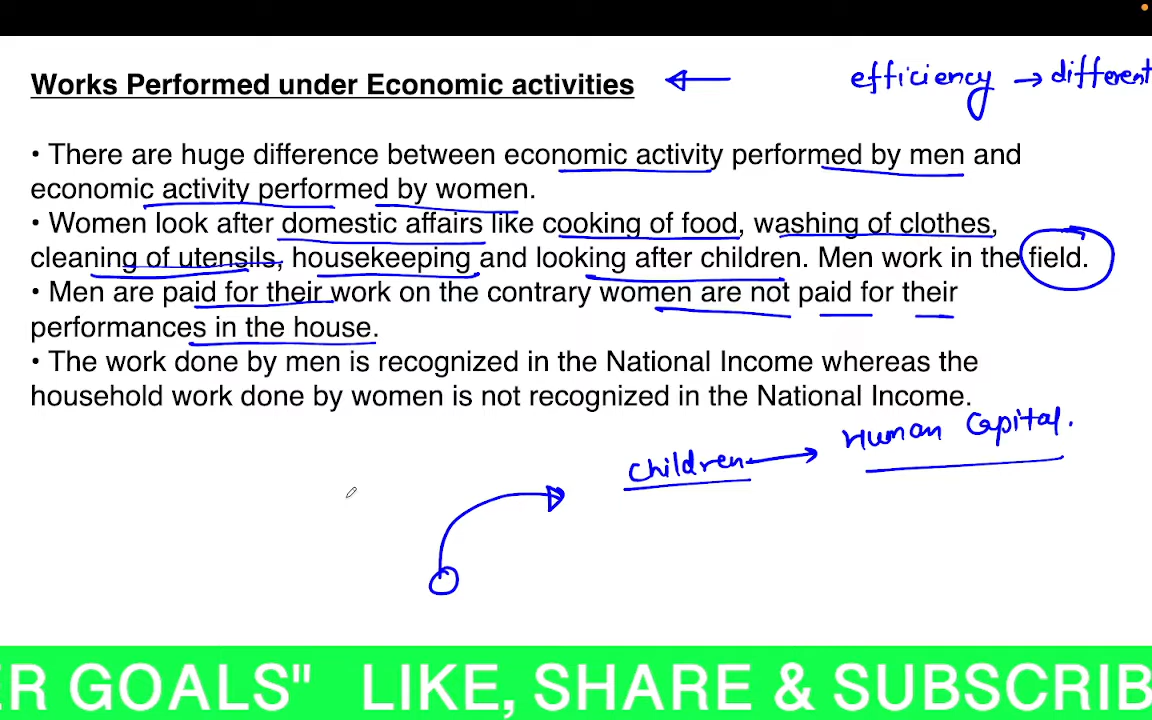 efficiency → different
Works Performed under Economic activities
• There are huge difference between economic activity performed by men and
economic activity performed by women.
• Women look after domestic affairs like cooking of food, washing of clothes,
cleaning of utensils, housekeeping and looking after children. Men work in the field.
• Men are paid for their work on the contrary women are not paid for their
performances in the house.
• The work done by men is recognized in the National Income whereas the
household work done by women is not recognized in the National Income.
Children → Human Capital.
ER GOALS" LIKE, SHARE & SUBSCRIB